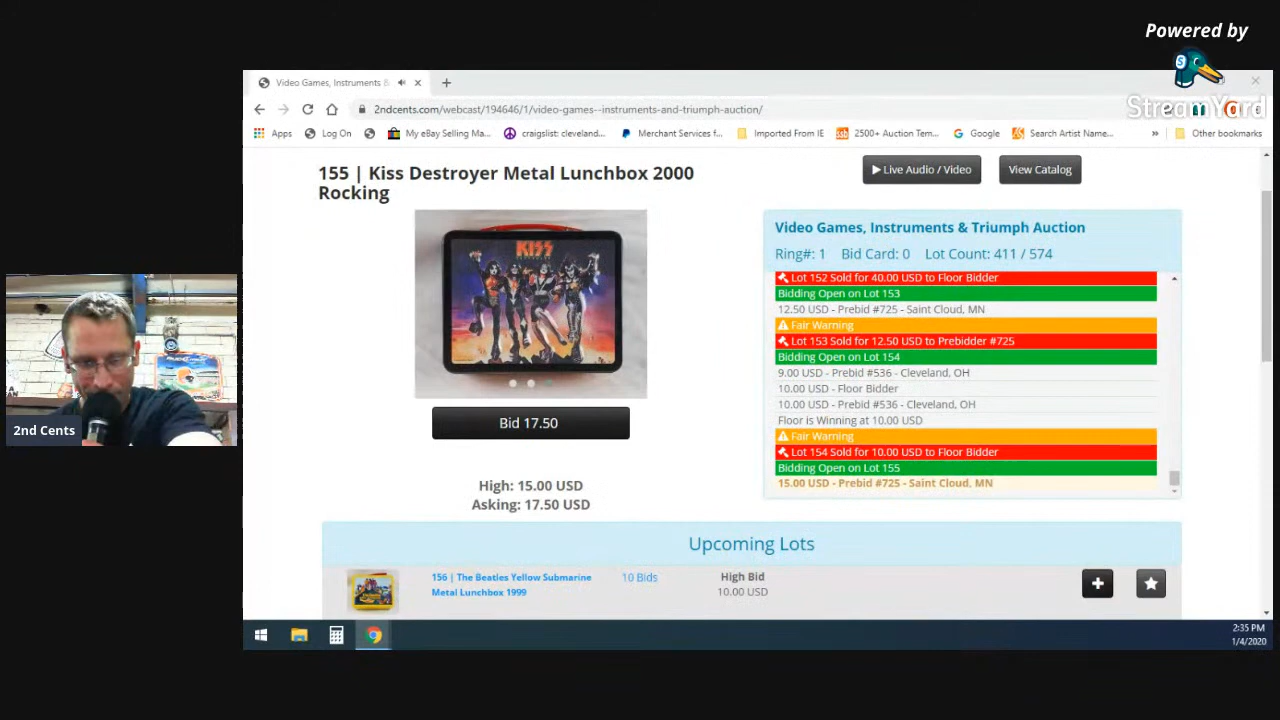 Powered by
StreamYard
Video Games, Instruments &
2ndcents.com/webcast/194646/1/video-games--instruments-and-triumph-auction/
Apps
Log On
My eBay Selling Ma...
craigslist: cleveland...
Merchant Services f...
Imported From IE
2500+ Auction Tem...
Google
Search Artist Name...
»
Other bookmarks
155 | Kiss Destroyer Metal Lunchbox 2000
Rocking
Live Audio / Video
View Catalog
KISS
Bid 17.50
High: 15.00 USD
Asking: 17.50 USD
Video Games, Instruments & Triumph Auction
Ring#: 1 Bid Card: 0 Lot Count: 411 / 574
Lot 152 Sold for 40.00 USD to Floor Bidder
Bidding Open on Lot 153
12.50 USD - Prebid #725 - Saint Cloud, MN
Fair Warning
Lot 153 Sold for 12.50 USD to Prebidder #725
Bidding Open on Lot 154
9.00 USD - Prebid #536 - Cleveland, OH
10.00 USD - Floor Bidder
10.00 USD - Prebid #536 - Cleveland, OH
Floor is Winning at 10.00 USD
Fair Warning
Lot 154 Sold for 10.00 USD to Floor Bidder
Bidding Open on Lot 155
15.00 USD - Prebid #725 - Saint Cloud, MN
2nd Cents
Upcoming Lots
156 | The Beatles Yellow Submarine
Metal Lunchbox 1999
10 Bids
High Bid
10.00 USD
2:35 PM
1/4/2020